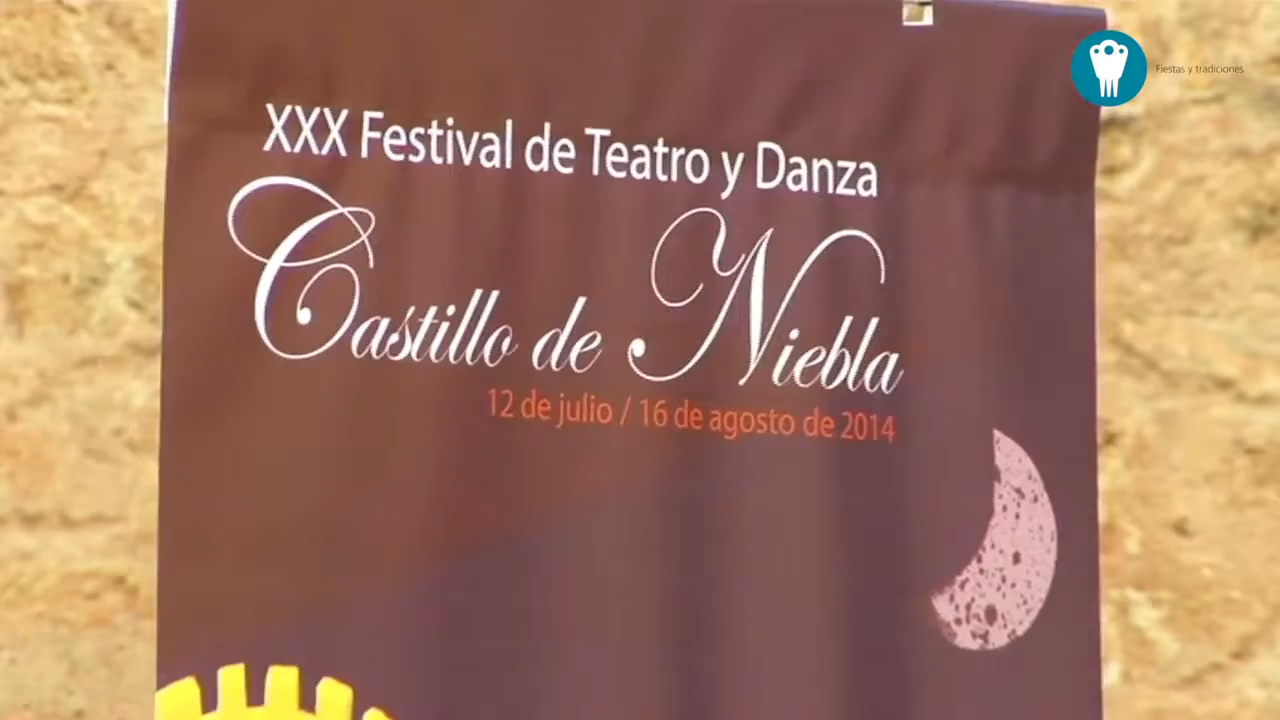 Fiestas y tradiciones
XXX Festival de Teatro y Danza
Castillo de Niebla
12 de julio / 16 de agosto de 2014